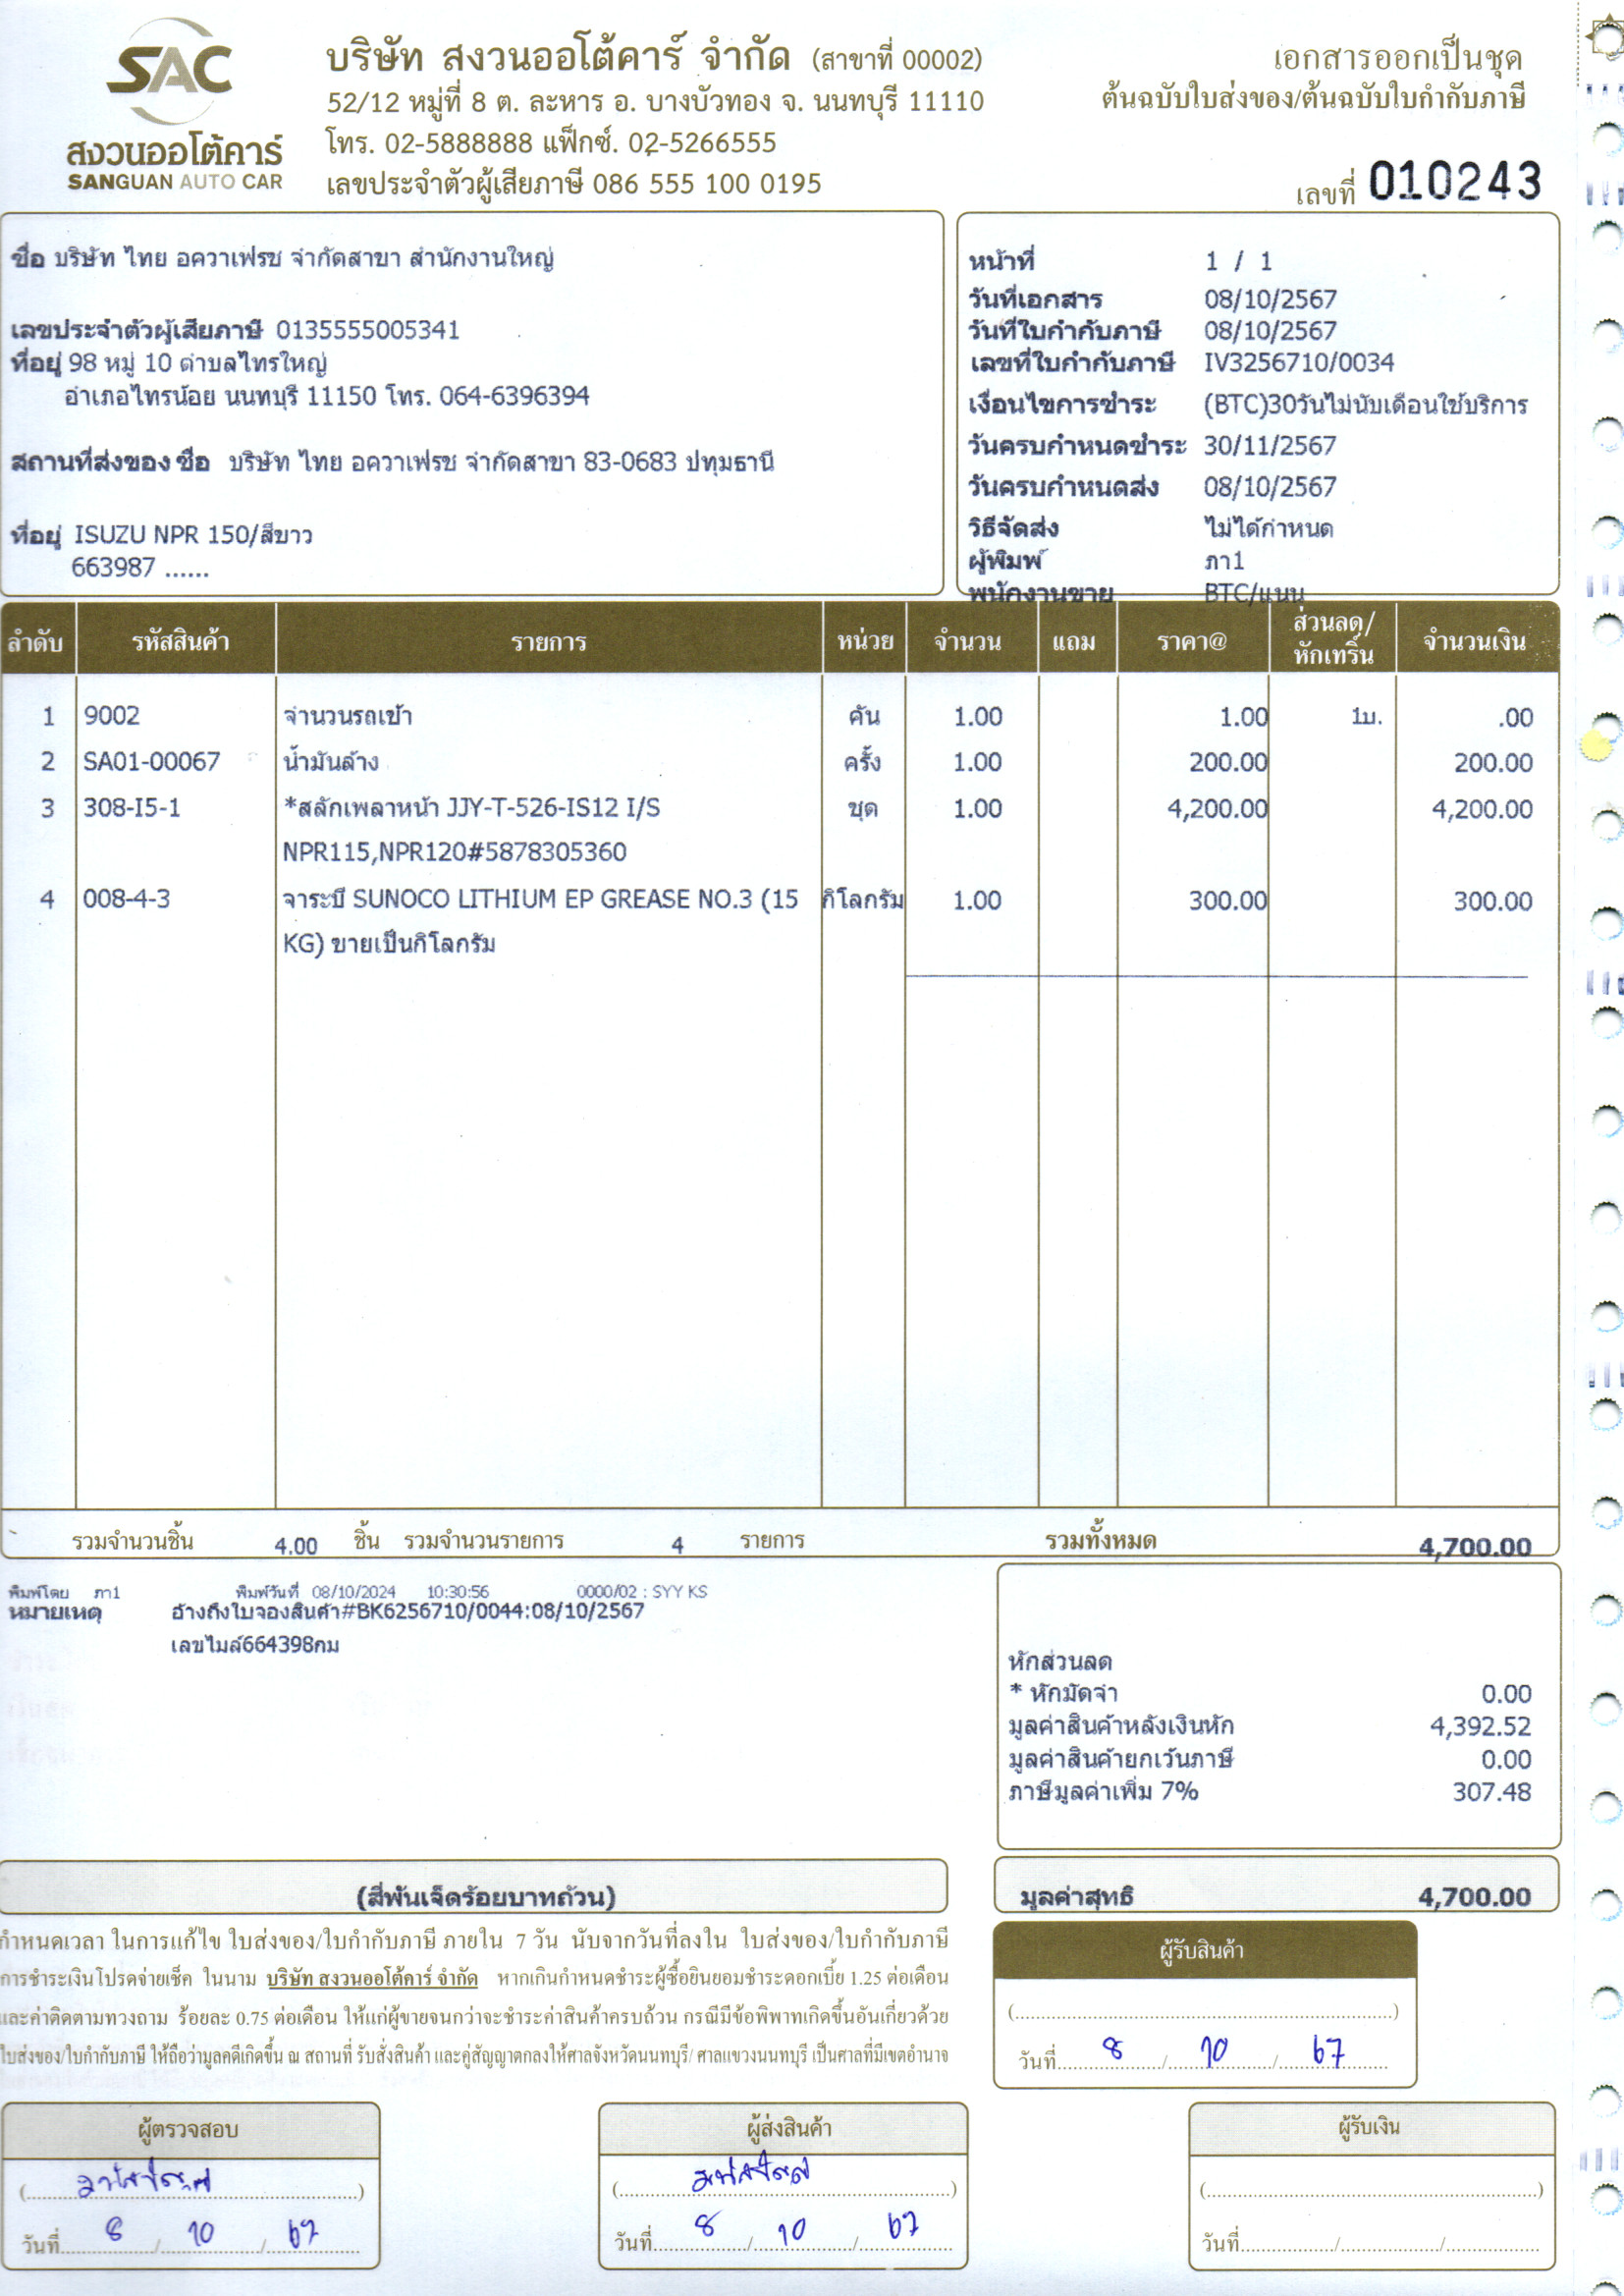 SAC
สงวนออโต้คาร์
SANGUAN AUTO CAR
บริษัท สงวนออโต้คาร์ จำกัด (สาขาที่ 00002)
52/12 หมู่ที่ 8 ต. ละหาร อ. บางบัวทอง จ. นนทบุรี 11110
โทร. 02-5888888 แฟ็กซ์. 02-5266555
เลขประจำตัวผู้เสียภาษี 086 555 100 0195
เอกสารออกเป็นชุด
ต้นฉบับใบส่งของ/ต้นฉบับใบกำกับภาษี
เลขที่ 010243
ชื่อ บริษัท ไทย อควาเฟรช จำกัดสาขา สำนักงานใหญ่
เลขประจำตัวผู้เสียภาษี 0135555005341
ที่อยู่ 98 หมู่ 10 ตำบลไทรใหญ่
อำเภอไทรน้อย นนทบุรี 11150 โทร. 064-6396394
สถานที่ส่งของ ชื่อ บริษัท ไทย อควาเฟรช จำกัดสาขา 83-0683 ปทุมธานี
ที่อยู่ ISUZU NPR 150/สีขาว
663987 ......
หน้าที่ 1 / 1
วันที่เอกสาร 08/10/2567
วันที่ใบกำกับภาษี 08/10/2567
เลขที่ใบกำกับภาษี IV3256710/0034
เงื่อนไขการชำระ (BTC)30วันไม่นับเดือนใช้บริการ
วันครบกำหนดชำระ 30/11/2567
วันครบกำหนดส่ง 08/10/2567
วิธีจัดส่ง ไม่ได้กำหนด
ผู้พิมพ์ ภา1
พนักงานขาย BTC/แนน
ลำดับ รหัสสินค้า รายการ หน่วย จำนวน แถม ราคา@ ส่วนลด/หักเทริ์น จำนวนเงิน
1 9002 จำนวนรถเข้า คัน 1.00 1.00 1บ. .00
2 SA01-00067 น้ำมันล้าง ครั้ง 1.00 200.00 200.00
3 308-I5-1 *สลักเพลาหน้า JJY-T-526-IS12 I/S ชุด 1.00 4,200.00 4,200.00
NPR115,NPR120#5878305360
4 008-4-3 จาระบี SUNOCO LITHIUM EP GREASE NO.3 (15 กิโลกรัม 1.00 300.00 300.00
KG) ขายเป็นกิโลกรัม
รวมจำนวนชิ้น 4.00 ชิ้น รวมจำนวนรายการ 4 รายการ รวมทั้งหมด 4,700.00
พิมพ์โดย ภา1 พิมพ์วันที่ 08/10/2024 10:30:56 0000/02 : SYY KS
หมายเหตุ อ้างถึงใบจองสินค้า#BK6256710/0044:08/10/2567
เลขไมล์664398กม
หักส่วนลด
* หักมัดจำ 0.00
มูลค่าสินค้าหลังเงินหัก 4,392.52
มูลค่าสินค้ายกเว้นภาษี 0.00
ภาษีมูลค่าเพิ่ม 7% 307.48
(สี่พันเจ็ดร้อยบาทถ้วน)
มูลค่าสุทธิ 4,700.00
กำหนดเวลา ในการแก้ไข ใบส่งของ/ใบกำกับภาษี ภายใน 7 วัน นับจากวันที่ลงใน ใบส่งของ/ใบกำกับภาษี
การชำระเงินโปรดจ่ายเช็ค ในนาม บริษัท สงวนออโต้คาร์ จำกัด หากเกินกำหนดชำระผู้ซื้อยินยอมชำระดอกเบี้ย 1.25 ต่อเดือน
และค่าติดตามทวงถาม ร้อยละ 0.75 ต่อเดือน ให้แก่ผู้ขายจนกว่าจะชำระค่าสินค้าครบถ้วน กรณีมีข้อพิพาทเกิดขึ้นอันเกี่ยวด้วย
ใบส่งของ/ใบกำกับภาษี ให้ถือว่ามูลคดีเกิดขึ้น ณ สถานที่ รับสั่งสินค้า และคู่สัญญาตกลงให้ศาลจังหวัดนนทบุรี/ ศาลแขวงนนทบุรี เป็นศาลที่มีเขตอำนาจ
ผู้รับสินค้า
(................)
วันที่ 8 / 10 / 67
ผู้ตรวจสอบ
วันที่ 8 / 10 / 67
ผู้ส่งสินค้า
วันที่ 8 / 10 / 67
ผู้รับเงิน
(................)
วันที่......../......../........